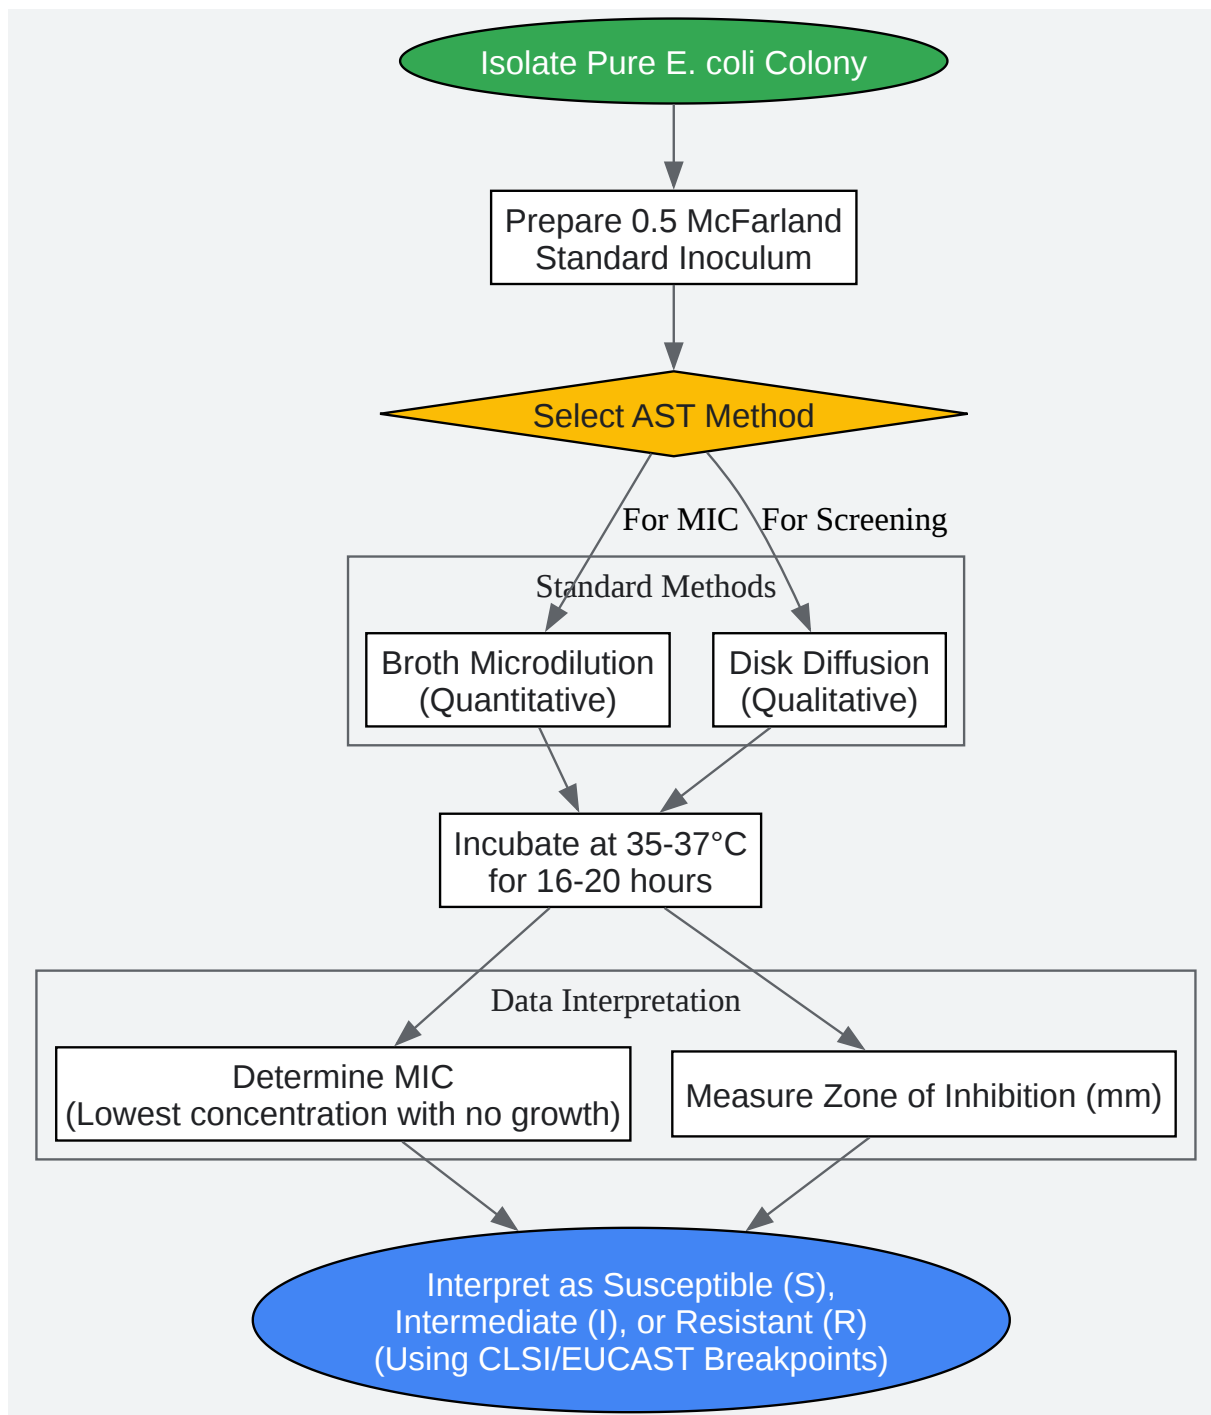 Isolate Pure E. coli Colony
Prepare 0.5 McFarland
Standard Inoculum
Select AST Method
For MIC
For Screening
Standard Methods
Broth Microdilution
(Quantitative)
Disk Diffusion
(Qualitative)
Incubate at 35-37°C
for 16-20 hours
Data Interpretation
Determine MIC
(Lowest concentration with no growth)
Measure Zone of Inhibition (mm)
Interpret as Susceptible (S),
Intermediate (I), or Resistant (R)
(Using CLSI/EUCAST Breakpoints)